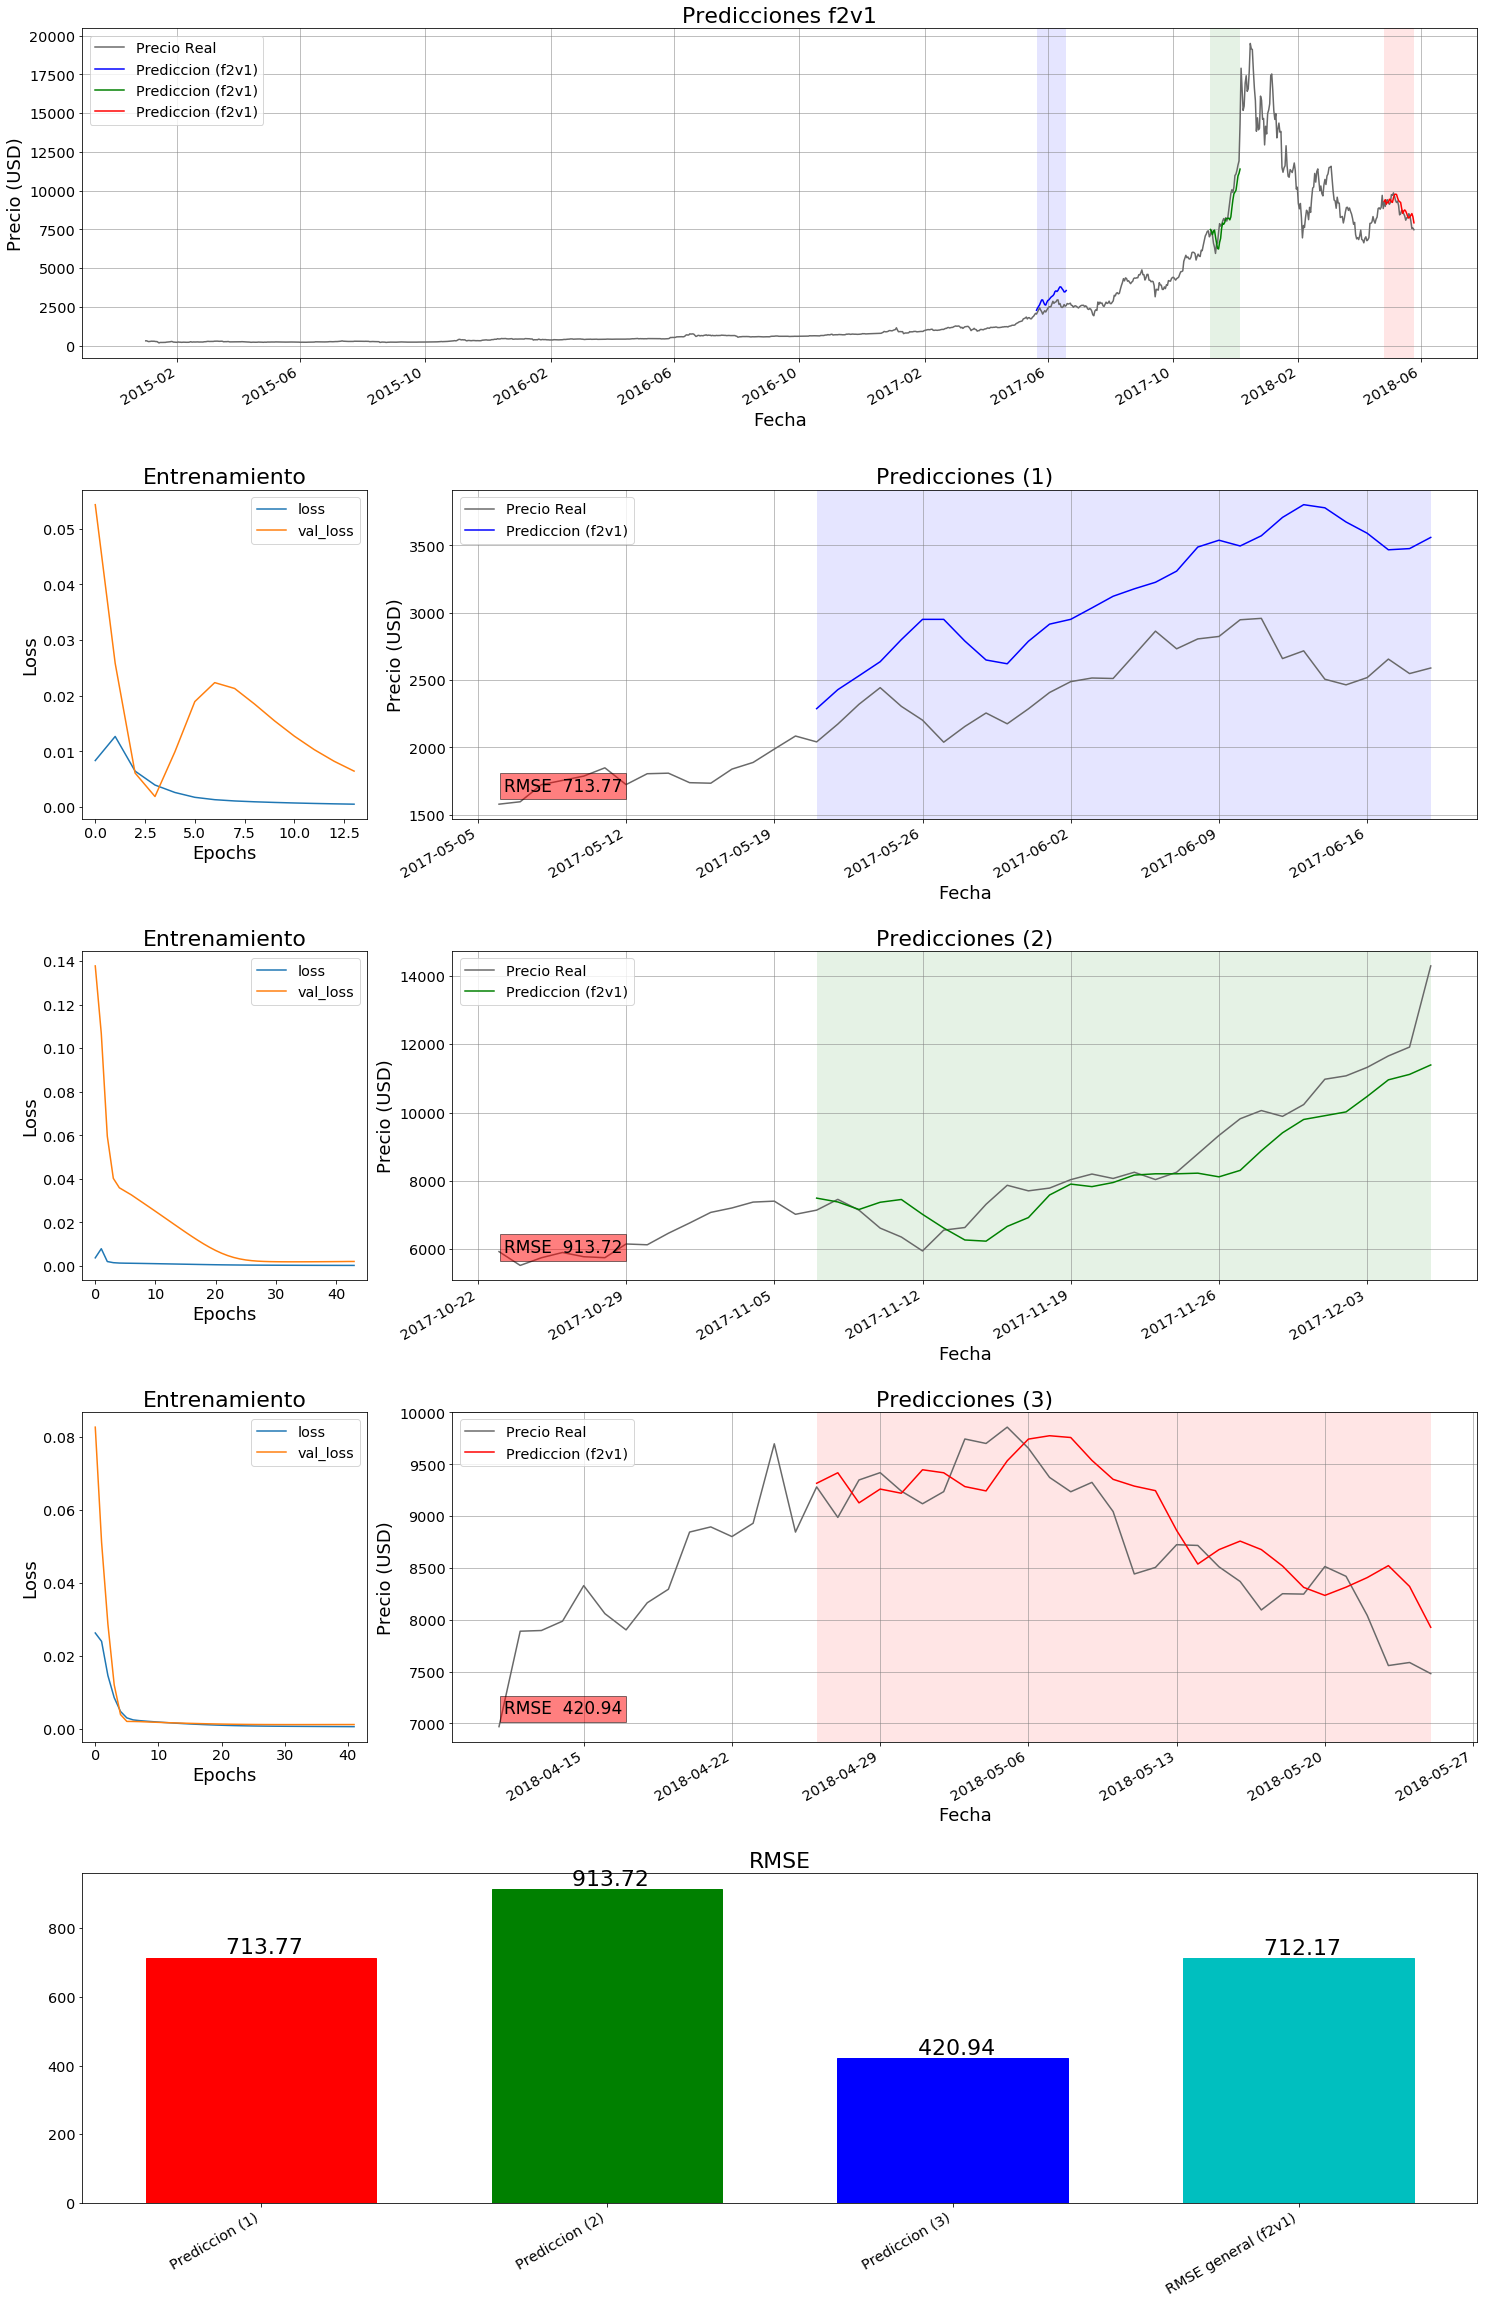 Predicciones f2v1
Precio Real
Prediccion (f2v1)
Prediccion (f2v1)
Prediccion (f2v1)
Precio (USD)
20000
17500
15000
12500
10000
7500
5000
2500
0
2015-02
2015-06
2015-10
2016-02
2016-06
2016-10
2017-02
2017-06
2017-10
2018-02
2018-06
Fecha
Entrenamiento
loss
val_loss
Loss
0.05
0.04
0.03
0.02
0.01
0.00
0.0 2.5 5.0 7.5 10.0 12.5
Epochs
Predicciones (1)
Precio Real
Prediccion (f2v1)
Precio (USD)
3500
3000
2500
2000
1500
RMSE 713.77
2017-05-05
2017-05-12
2017-05-19
2017-05-26
2017-06-02
2017-06-09
2017-06-16
Fecha
Entrenamiento
loss
val_loss
Loss
0.14
0.12
0.10
0.08
0.06
0.04
0.02
0.00
0 10 20 30 40
Epochs
Predicciones (2)
Precio Real
Prediccion (f2v1)
Precio (USD)
14000
12000
10000
8000
6000
RMSE 913.72
2017-10-22
2017-10-29
2017-11-05
2017-11-12
2017-11-19
2017-11-26
2017-12-03
Fecha
Entrenamiento
loss
val_loss
Loss
0.08
0.06
0.04
0.02
0.00
0 10 20 30 40
Epochs
Predicciones (3)
Precio Real
Prediccion (f2v1)
Precio (USD)
10000
9500
9000
8500
8000
7500
7000
RMSE 420.94
2018-04-15
2018-04-22
2018-04-29
2018-05-06
2018-05-13
2018-05-20
2018-05-27
Fecha
RMSE
800
600
400
200
0
713.77
913.72
420.94
712.17
Prediccion (1)
Prediccion (2)
Prediccion (3)
RMSE general (f2v1)